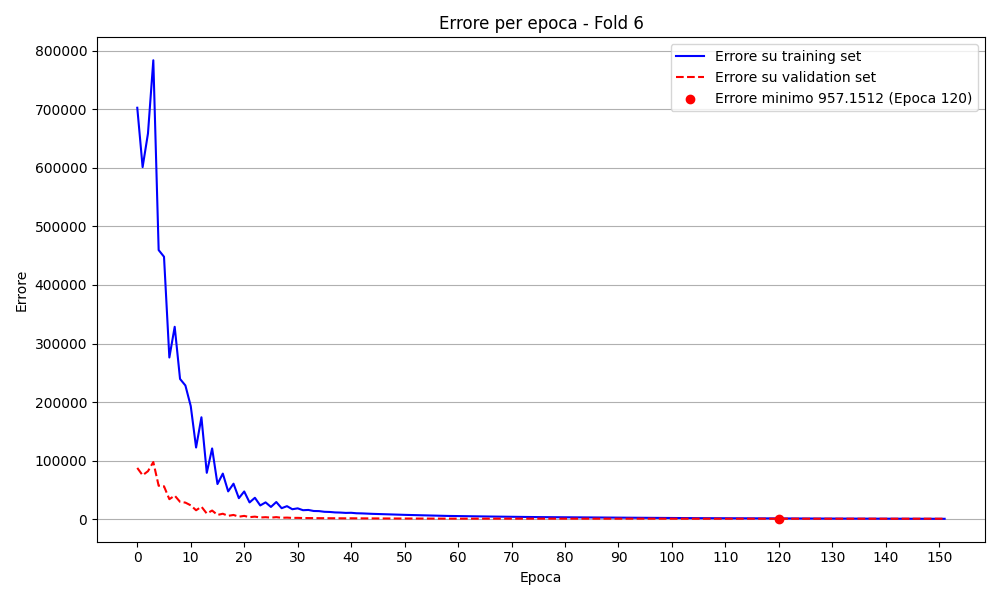 Errore per epoca - Fold 6
Errore su training set
Errore su validation set
Errore minimo 957.1512 (Epoca 120)
Errore
800000
700000
600000
500000
400000
300000
200000
100000
0
0 10 20 30 40 50 60 70 80 90 100 110 120 130 140 150
Epoca